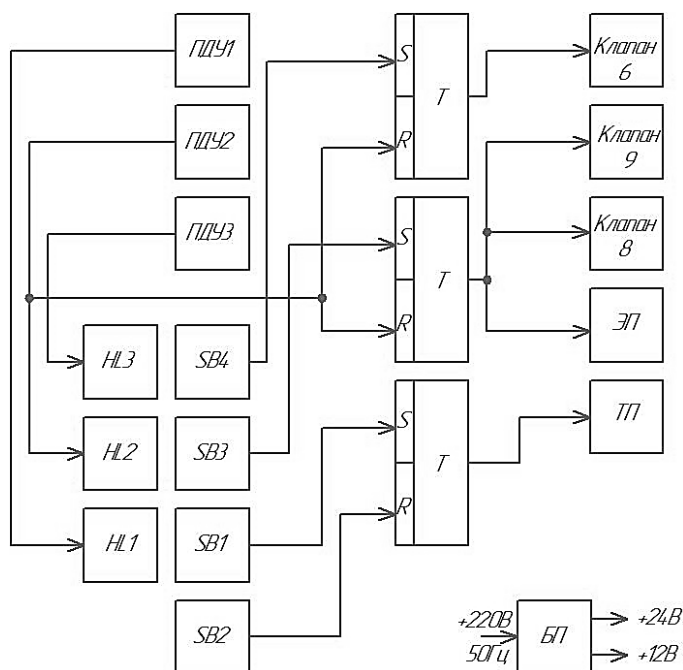 ПДУ1
ПДУ2
ПДУ3
HL3
HL2
HL1
SB4
SB3
SB1
SB2
S
T
R
S
T
R
S
T
R
Клапан
6
Клапан
9
Клапан
8
ЭП
ТП
+220В
50Гц
БП
+24В
+12В